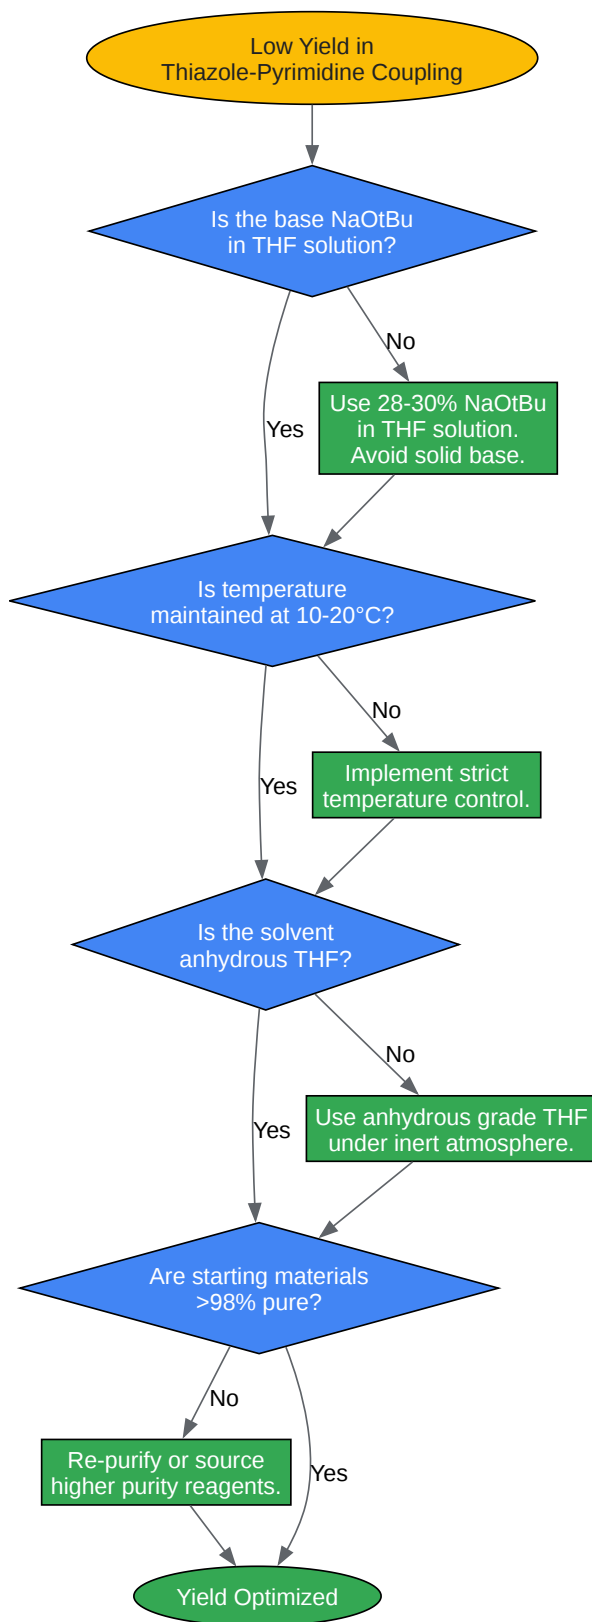 Low Yield in
Thiazole-Pyrimidine Coupling
Is the base NaOtBu
in THF solution?
No
Yes
Use 28-30% NaOtBu
in THF solution.
Avoid solid base.
Is temperature
maintained at 10-20°C?
No
Yes
Implement strict
temperature control.
Is the solvent
anhydrous THF?
No
Yes
Use anhydrous grade THF
under inert atmosphere.
Are starting materials
>98% pure?
No
Yes
Re-purify or source
higher purity reagents.
Yield Optimized